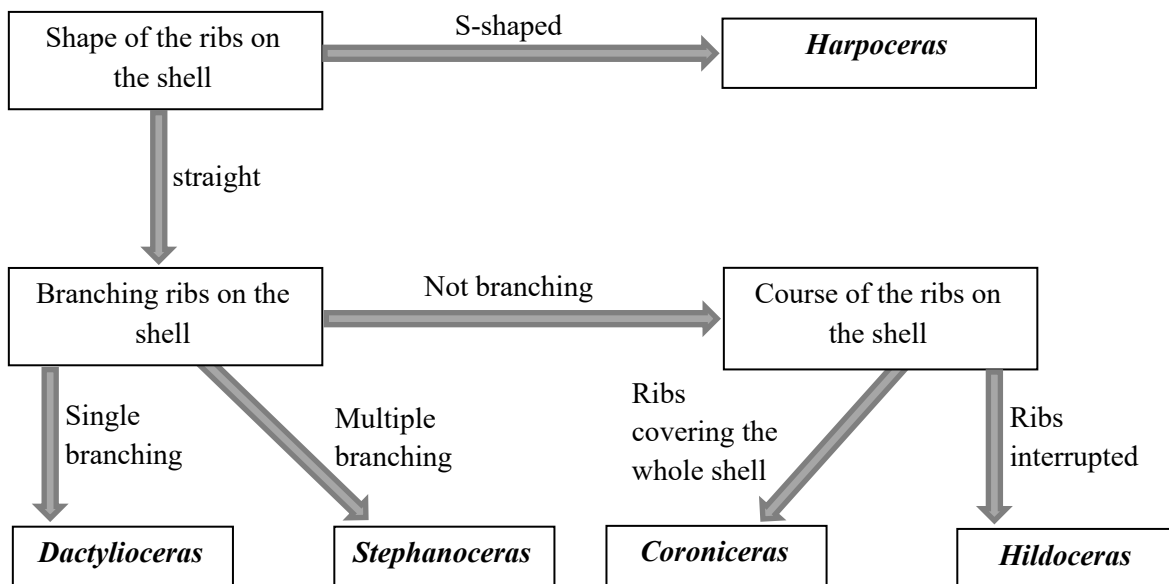 Shape of the ribs on
the shell
S-shaped
Harpoceras
straight
Branching ribs on the
shell
Not branching
Course of the ribs on
the shell
Single
branching
Multiple
branching
Ribs
covering the
whole shell
Ribs
interrupted
Dactylioceras
Stephanoceras
Coroniceras
Hildoceras